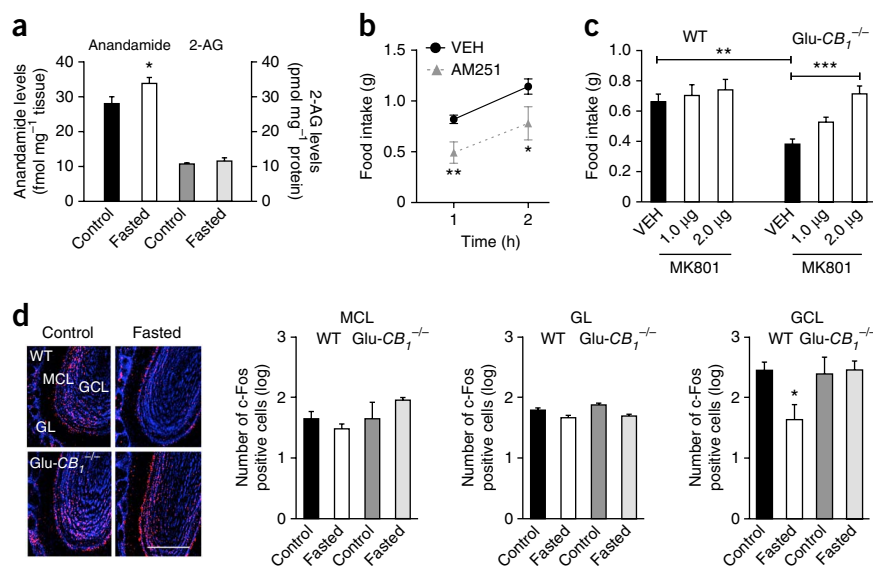 a
Anandamide 2-AG
Anandamide levels
(fmol mg−1 tissue)
40
30
20
10
0
*
40
30
20
10
0
2-AG levels
(pmol mg−1 protein)
Control
Fasted
Control
Fasted
b
VEH
AM251
Food intake (g)
1.5
1.0
0.5
0
**
*
1 2
Time (h)
c
WT Glu-CB1−/−
Food intake (g)
1.0
0.8
0.6
0.4
0.2
0
**
***
VEH
1.0 µg
2.0 µg
MK801
VEH
1.0 µg
2.0 µg
MK801
d
Control Fasted
WT
MCL
GCL
GL
Glu-CB1−/−
MCL
WT Glu-CB1−/−
Number of c-Fos
positive cells (log)
3
2
1
0
Control
Fasted
Control
Fasted
GL
WT Glu-CB1−/−
Number of c-Fos
positive cells (log)
3
2
1
0
Control
Fasted
Control
Fasted
GCL
WT Glu-CB1−/−
Number of c-Fos
positive cells (log)
3
2
1
0
*
Control
Fasted
Control
Fasted